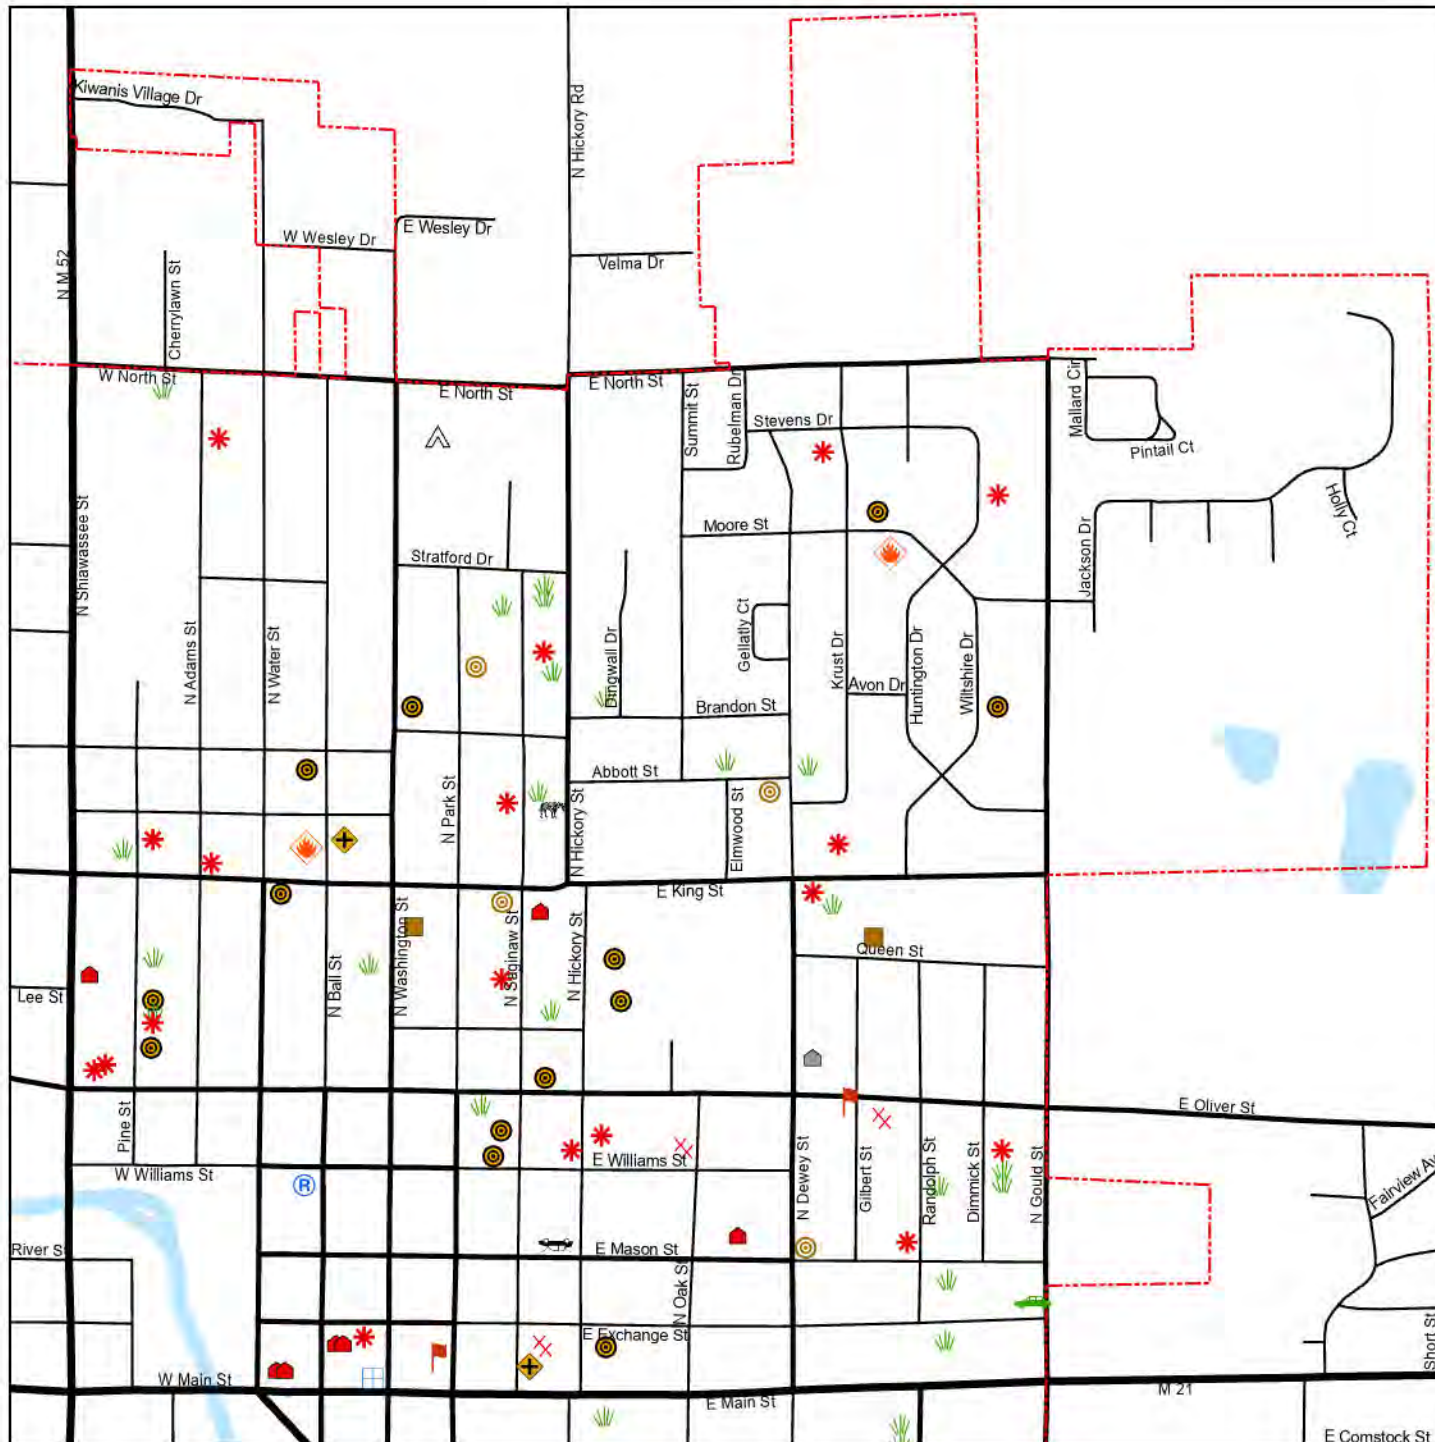 Kiwanis Village Dr
N Hickory Rd
E Wesley Dr
W Wesley Dr
Velma Dr
N M 52
Cherrylawn St
W North St
E North St
E North St
Summit St
Rubelman Dr
Mallard Cir
Stevens Dr
Pintail Ct
Holly Ct
N Shiawassee St
Moore St
Jackson Dr
Stratford Dr
N Adams St
N Water St
Dingwall Dr
Gellatly Ct
Krust Dr
Huntington Dr
Wiltshire Dr
Avon Dr
Brandon St
Abbott St
N Park St
N Hickory St
Elmwood St
E King St
N Washington St
N Saginaw St
N Hickory St
Queen St
Lee St
N Ball St
E Oliver St
Pine St
W Williams St
E Williams St
R
N Dewey St
Gilbert St
Randolph St
Dimmick St
N Gould St
Fairview Av
River S
E Mason St
N Oak St
E Exchange St
Short St
W Main St
E Main St
M 21
E Comstock St